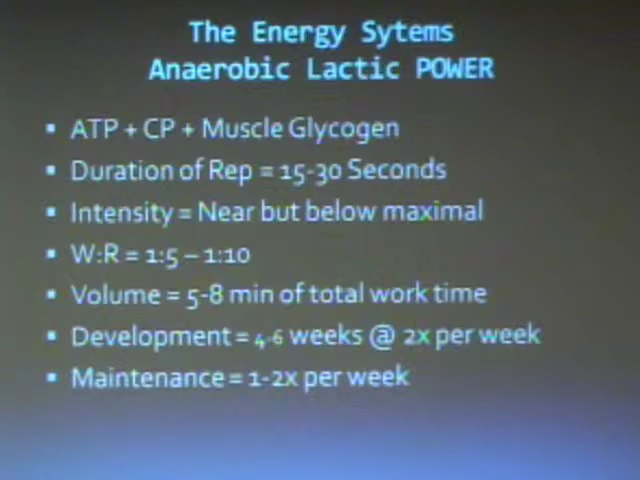 The Energy Sytems
Anaerobic Lactic POWER
▪ ATP + CP + Muscle Glycogen
▪ Duration of Rep = 15-30 Seconds
▪ Intensity = Near but below maximal
▪ W:R = 1:5 – 1:10
▪ Volume = 5-8 min of total work time
▪ Development = 4-6 weeks @ 2x per week
▪ Maintenance = 1-2x per week